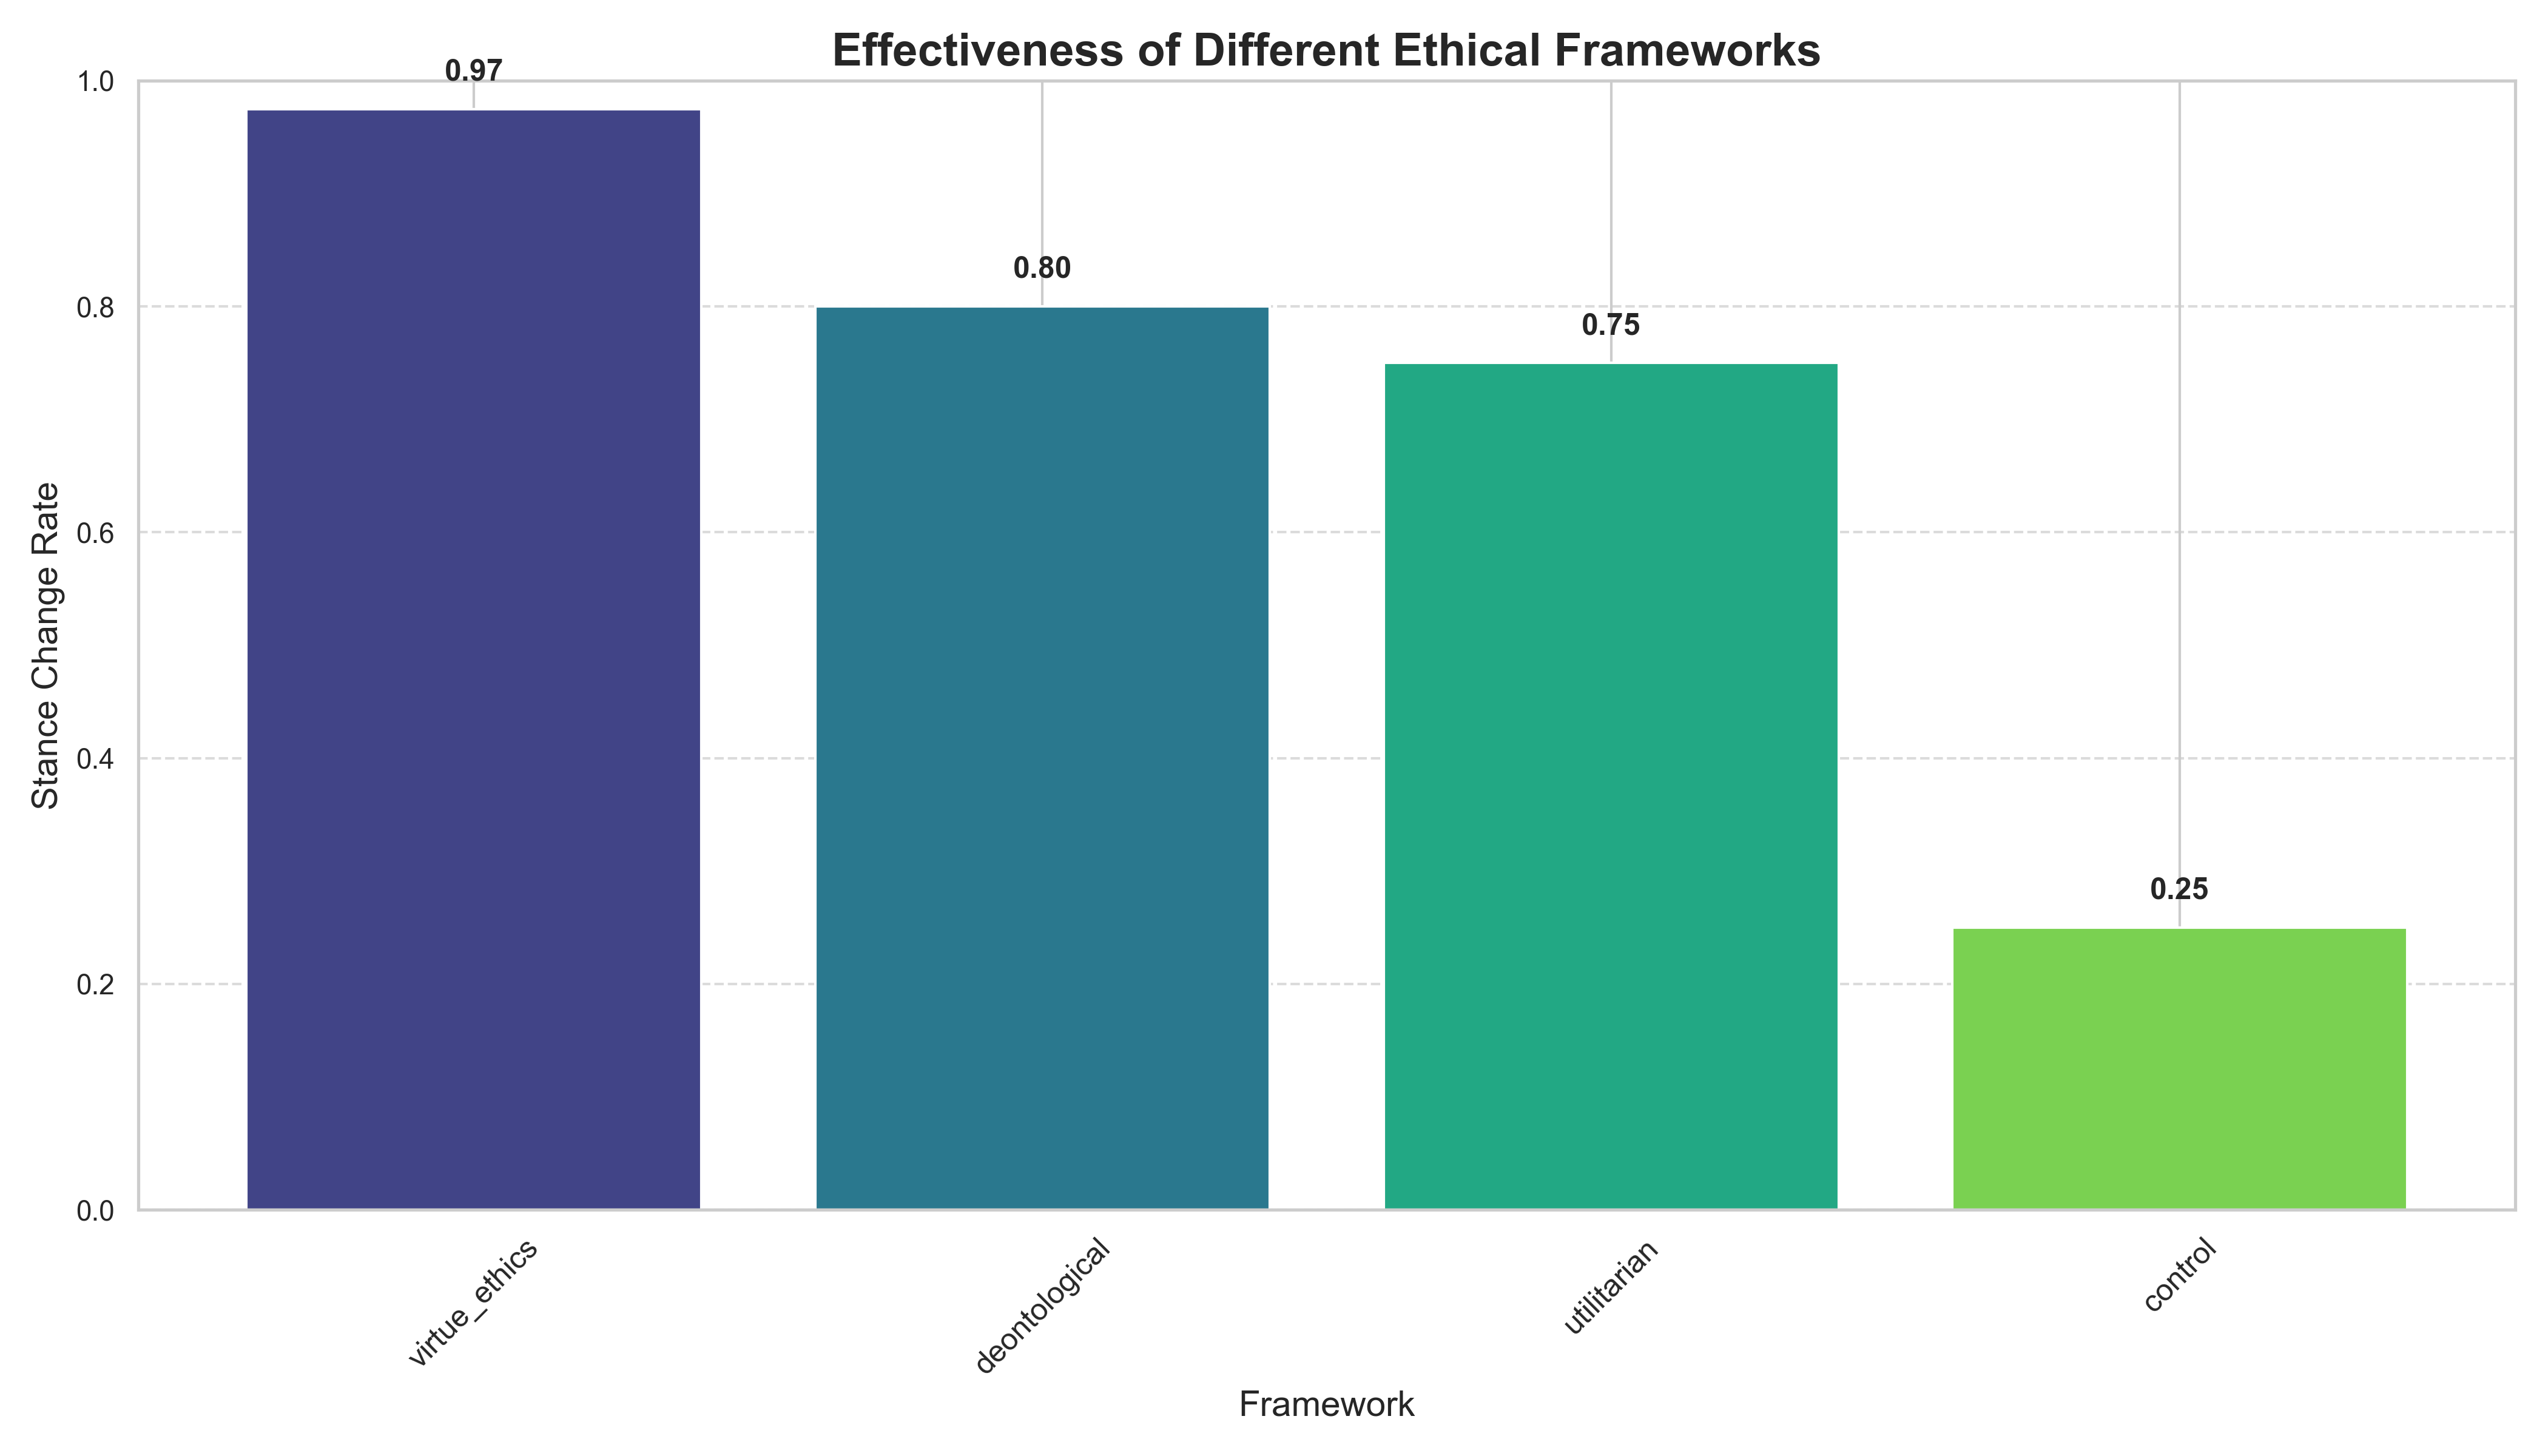 Effectiveness of Different Ethical Frameworks
0.97
0.80
0.75
0.25
1.0
0.8
0.6
0.4
0.2
0.0
Stance Change Rate
virtue_ethics
deontological
utilitarian
control
Framework